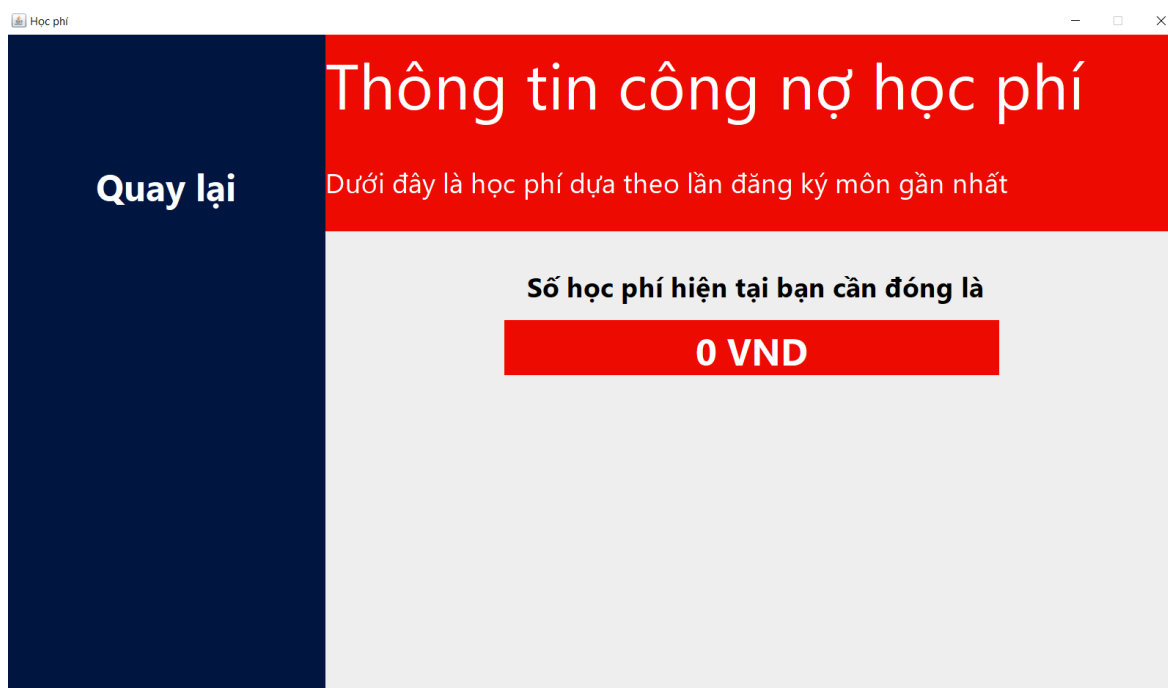 Học phí
Thông tin công nợ học phí
Quay lại
Dưới đây là học phí dựa theo lần đăng ký môn gần nhất
Số học phí hiện tại bạn cần đóng là
0 VND